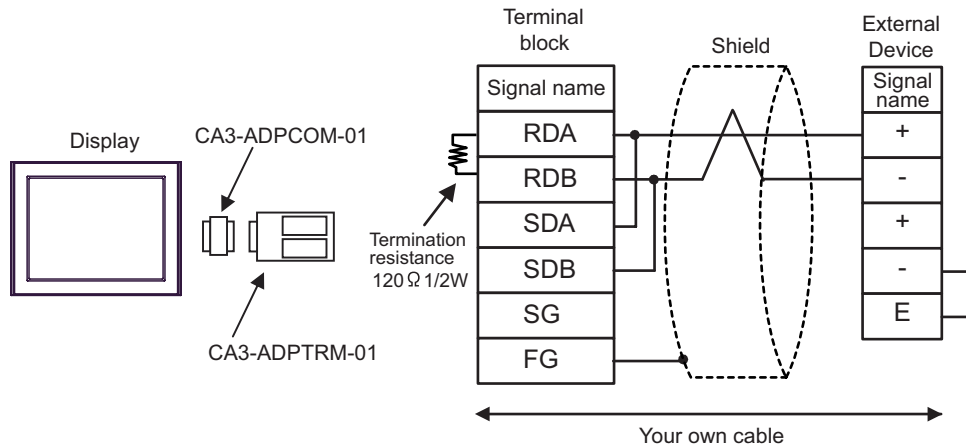 Display
CA3-ADPCOM-01
CA3-ADPTRM-01
Termination
resistance
120Ω 1/2W
Terminal
block
Signal name
RDA
RDB
SDA
SDB
SG
FG
Shield
External
Device
Signal
name
+
-
+
-
E
Your own cable